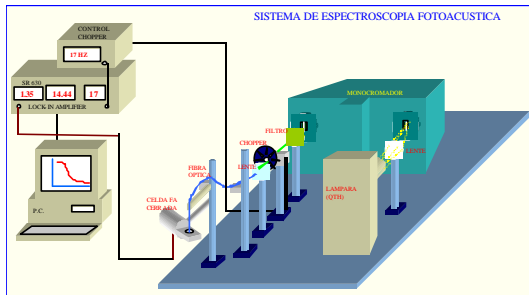 SISTEMA DE ESPECTROSCOPIA FOTOACUSTICA
CONTROL
CHOPPER
17 HZ
SR 630
1.35 14.44 17
LOCK IN AMPLIFIER
P.C.
MONOCROMADOR
FILTRO
CHOPPER
LENTE
LENTE
FIBRA
OPTICA
CELDA FA
CERRADA
LAMPARA
(QTH)